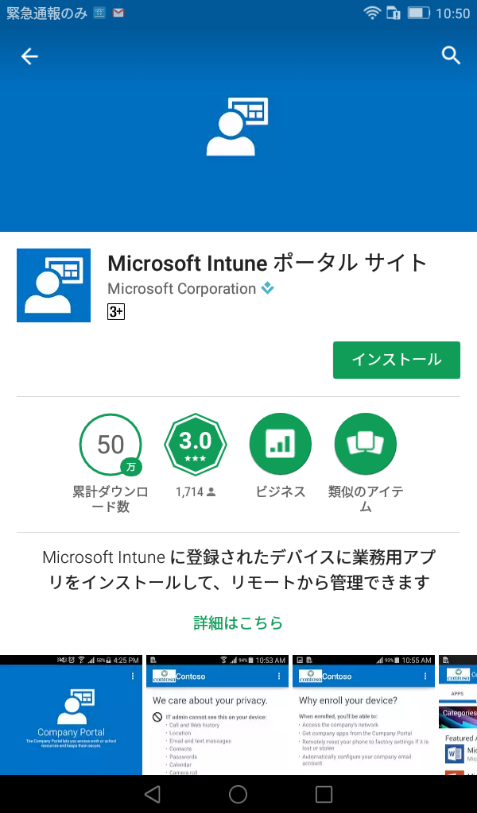 緊急通報のみ
10:50
Microsoft Intune ポータル サイト
Microsoft Corporation
3+
インストール
50
万
累計ダウンロ
ード数
3.0
1,714
ビジネス
類似のアイテ
ム
Microsoft Intune に登録されたデバイスに業務用アプ
リをインストールして、リモートから管理できます
詳細はこちら
4:25 PM
Company Portal
The Company Portal lets you access work or school
resources and keeps them secure.
10:53 AM
Contoso
Contoso
We care about your privacy.
IT admin cannot see this on your device:
• Call and Web history
• Location
• Email and text messages
• Contacts
• Passwords
• Calendar
• Camera roll
10:55 AM
Contoso
Contoso
Why enroll your device?
When enrolled, you'll be able to:
• Access the company's network
• Get company apps from the Company Portal
• Remotely reset your phone to factory settings if it is
lost or stolen
• Automatically configure your company email
account
APPS
Categories
Featured A